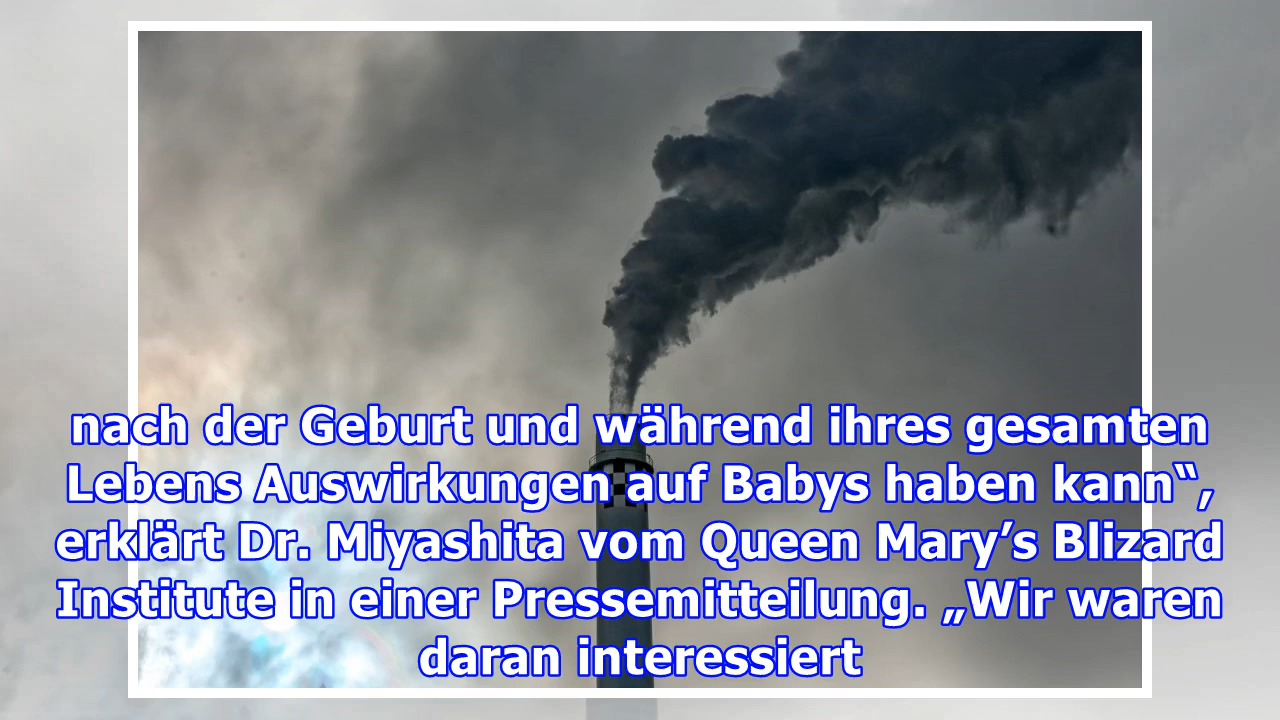 nach der Geburt und während ihres gesamten
Lebens Auswirkungen auf Babys haben kann“,
erklärt Dr. Miyashita vom Queen Mary’s Blizard
Institute in einer Pressemitteilung. „Wir waren
daran interessiert